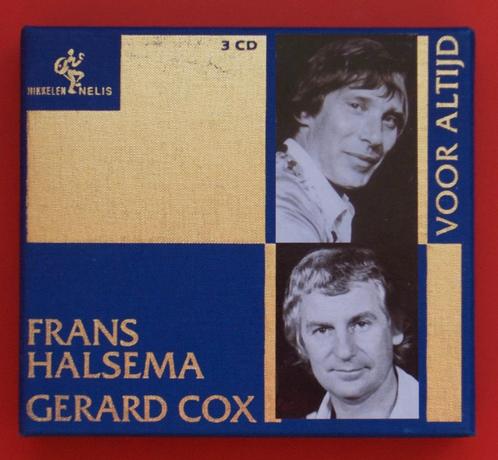 NIKKELEN NELIS
3 CD
VOOR ALTIJD
FRANS
HALSEMA
GERARD COX